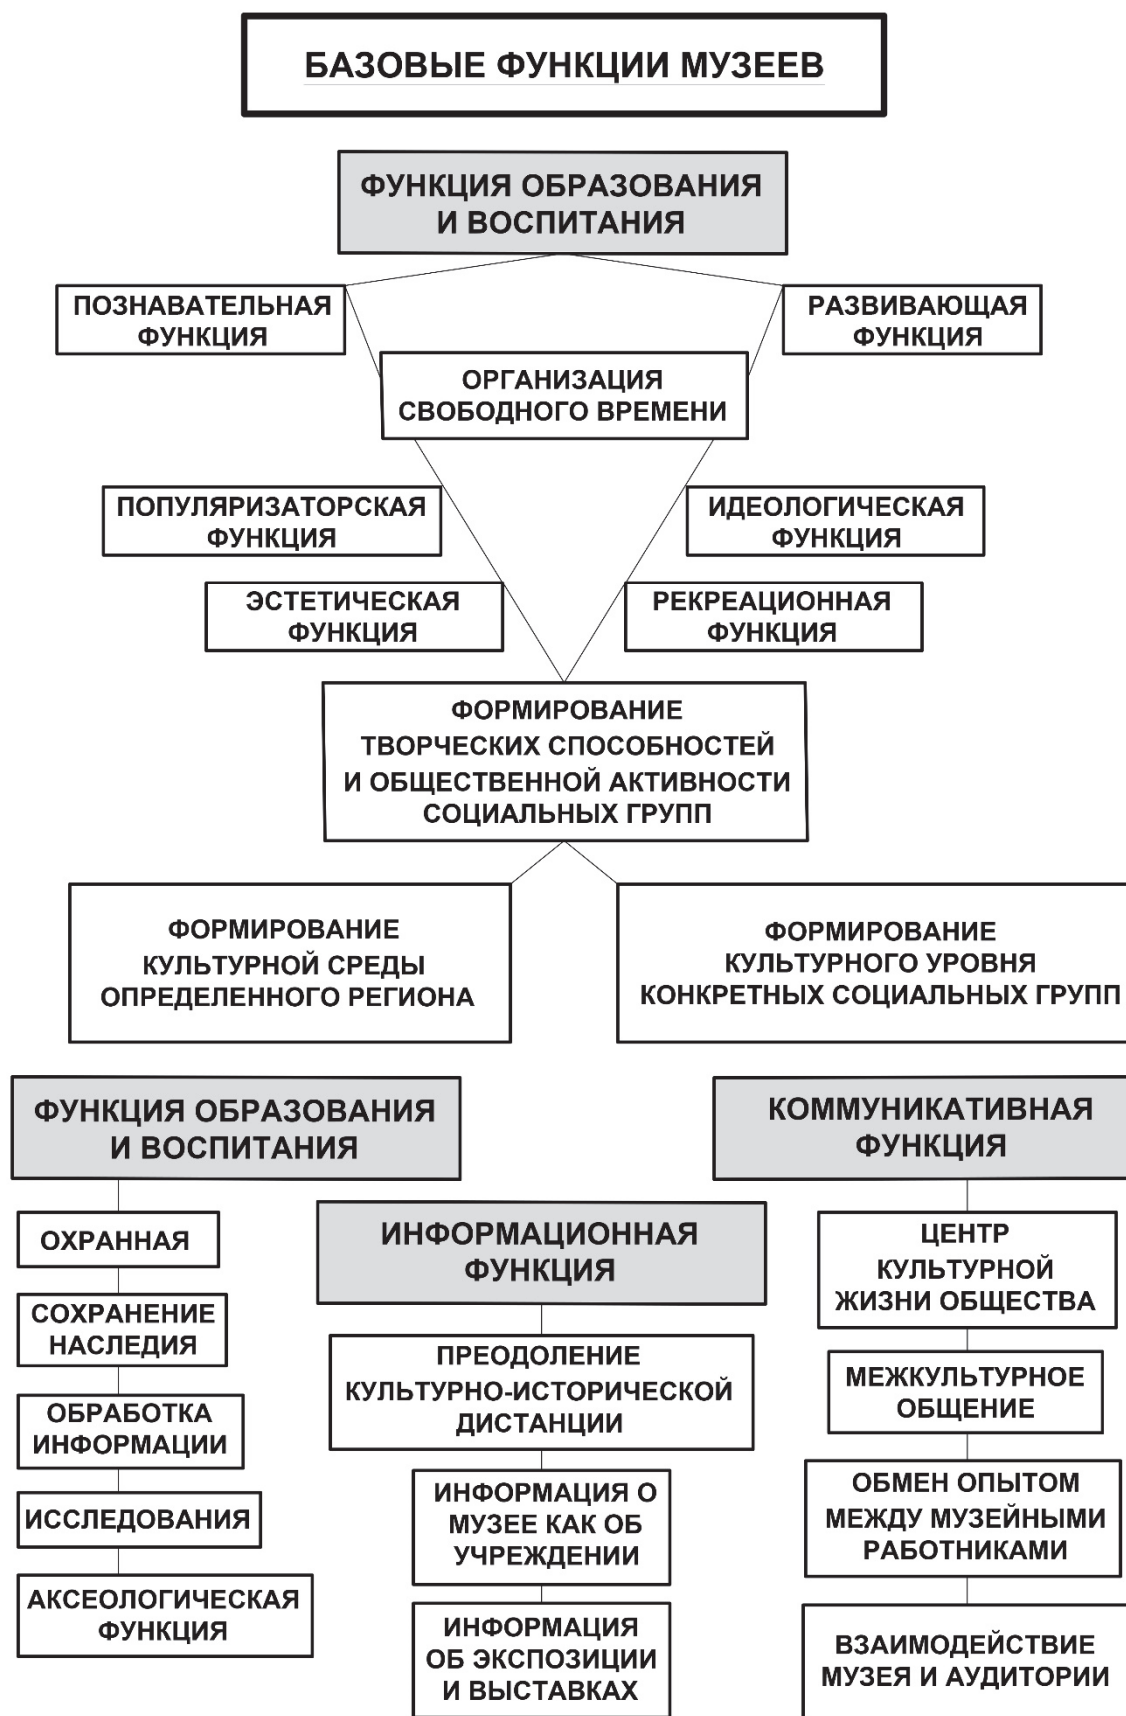 БАЗОВЫЕ ФУНКЦИИ МУЗЕЕВ
ФУНКЦИЯ ОБРАЗОВАНИЯ
И ВОСПИТАНИЯ
ПОЗНАВАТЕЛЬНАЯ
ФУНКЦИЯ
РАЗВИВАЮЩАЯ
ФУНКЦИЯ
ОРГАНИЗАЦИЯ
СВОБОДНОГО ВРЕМЕНИ
ПОПУЛЯРИЗАТОРСКАЯ
ФУНКЦИЯ
ИДЕОЛОГИЧЕСКАЯ
ФУНКЦИЯ
ЭСТЕТИЧЕСКАЯ
ФУНКЦИЯ
РЕКРЕАЦИОННАЯ
ФУНКЦИЯ
ФОРМИРОВАНИЕ
ТВОРЧЕСКИХ СПОСОБНОСТЕЙ
И ОБЩЕСТВЕННОЙ АКТИВНОСТИ
СОЦИАЛЬНЫХ ГРУПП
ФОРМИРОВАНИЕ
КУЛЬТУРНОЙ СРЕДЫ
ОПРЕДЕЛЕННОГО РЕГИОНА
ФОРМИРОВАНИЕ
КУЛЬТУРНОГО УРОВНЯ
КОНКРЕТНЫХ СОЦИАЛЬНЫХ ГРУПП
ФУНКЦИЯ ОБРАЗОВАНИЯ
И ВОСПИТАНИЯ
ОХРАННАЯ
СОХРАНЕНИЕ
НАСЛЕДИЯ
ОБРАБОТКА
ИНФОРМАЦИИ
ИССЛЕДОВАНИЯ
АКСЕОЛОГИЧЕСКАЯ
ФУНКЦИЯ
ИНФОРМАЦИОННАЯ
ФУНКЦИЯ
ПРЕОДОЛЕНИЕ
КУЛЬТУРНО-ИСТОРИЧЕСКОЙ
ДИСТАНЦИИ
ИНФОРМАЦИЯ О
МУЗЕЕ КАК ОБ
УЧРЕЖДЕНИИ
ИНФОРМАЦИЯ
ОБ ЭКСПОЗИЦИИ
И ВЫСТАВКАХ
КОММУНИКАТИВНАЯ
ФУНКЦИЯ
ЦЕНТР
КУЛЬТУРНОЙ
ЖИЗНИ ОБЩЕСТВА
МЕЖКУЛЬТУРНОЕ
ОБЩЕНИЕ
ОБМЕН ОПЫТОМ
МЕЖДУ МУЗЕЙНЫМИ
РАБОТНИКАМИ
ВЗАИМОДЕЙСТВИЕ
МУЗЕЯ И АУДИТОРИИ